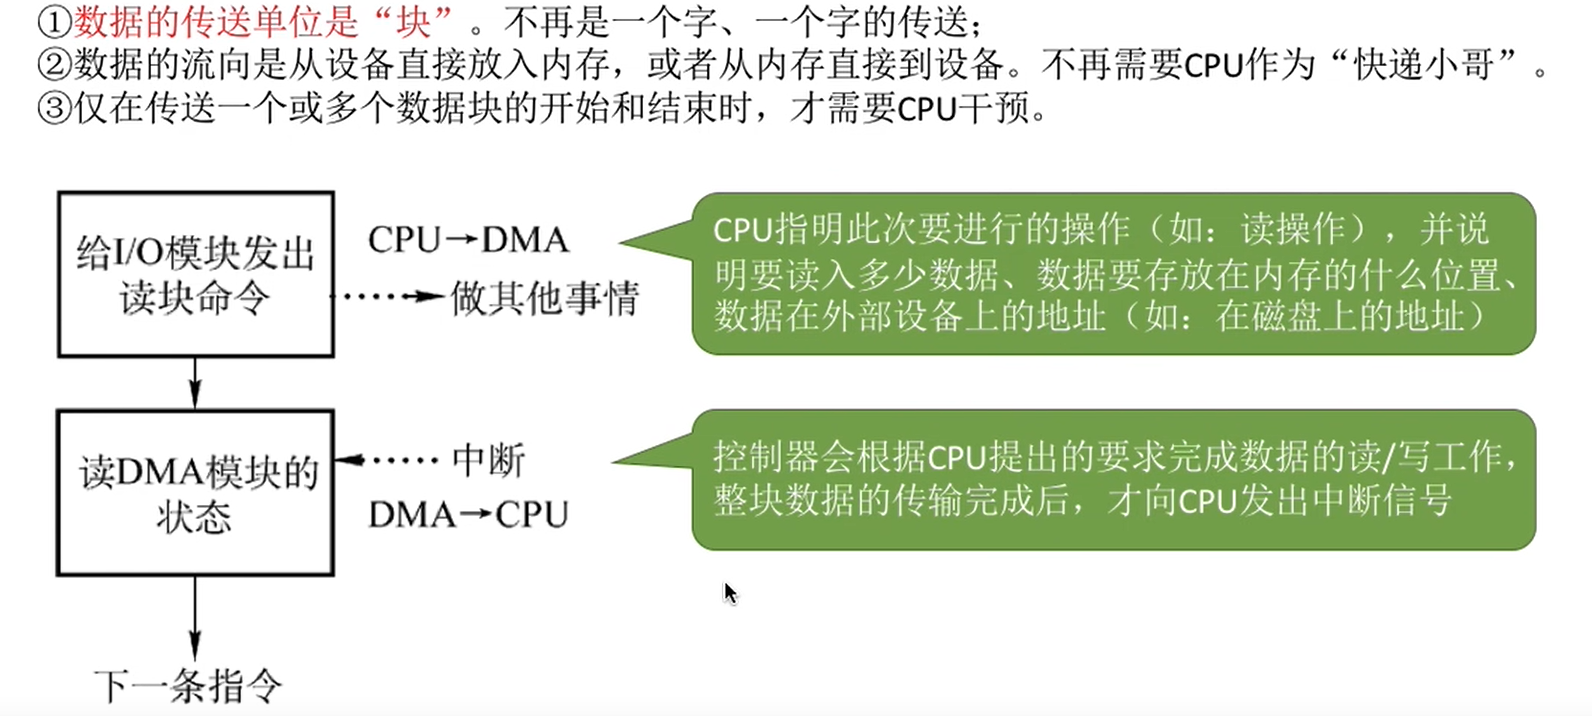 ①数据的传送单位是“块”。不再是一个字、一个字的传送；
②数据的流向是从设备直接放入内存，或者从内存直接到设备。不再需要CPU作为“快递小哥”。
③仅在传送一个或多个数据块的开始和结束时，才需要CPU干预。
给I/O模块发出
读块命令
CPU→DMA
做其他事情
CPU指明此次要进行的操作（如：读操作），并说
明要读入多少数据、数据要存放在内存的什么位置、
数据在外部设备上的地址（如：在磁盘上的地址）
读DMA模块的
状态
中断
DMA→CPU
控制器会根据CPU提出的要求完成数据的读/写工作，
整块数据的传输完成后，才向CPU发出中断信号
下一条指令